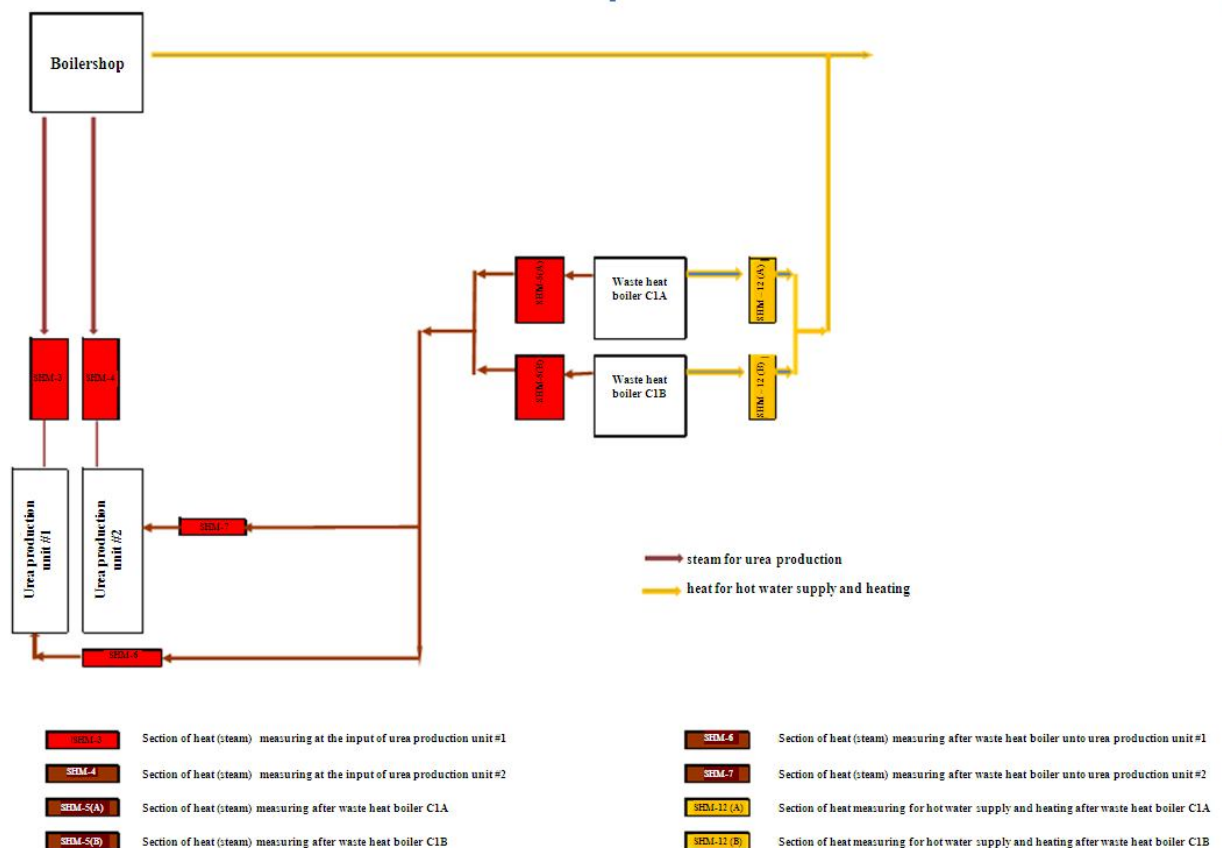 Boilershop
SHM-3
SHM-4
SHM-5(A)
Waste heat
boiler C1A
SHM - 12 (A)
SHM-5(B)
Waste heat
boiler C1B
SHM - 12 (B)
Urea production
unit #1
Urea production
unit #2
SHM-7
SHM-6
steam for urea production
heat for hot water supply and heating
SHM-3 Section of heat (steam) measuring at the input of urea production unit #1
SHM-4 Section of heat (steam) measuring at the input of urea production unit #2
SHM-5(A) Section of heat (steam) measuring after waste heat boiler C1A
SHM-5(B) Section of heat (steam) measuring after waste heat boiler C1B
SHM-6 Section of heat (steam) measuring after waste heat boiler unto urea production unit #1
SHM-7 Section of heat (steam) measuring after waste heat boiler unto urea production unit #2
SHM-12 (A) Section of heat measuring for hot water supply and heating after waste heat boiler C1A
SHM-12 (B) Section of heat measuring for hot water supply and heating after waste heat boiler C1B